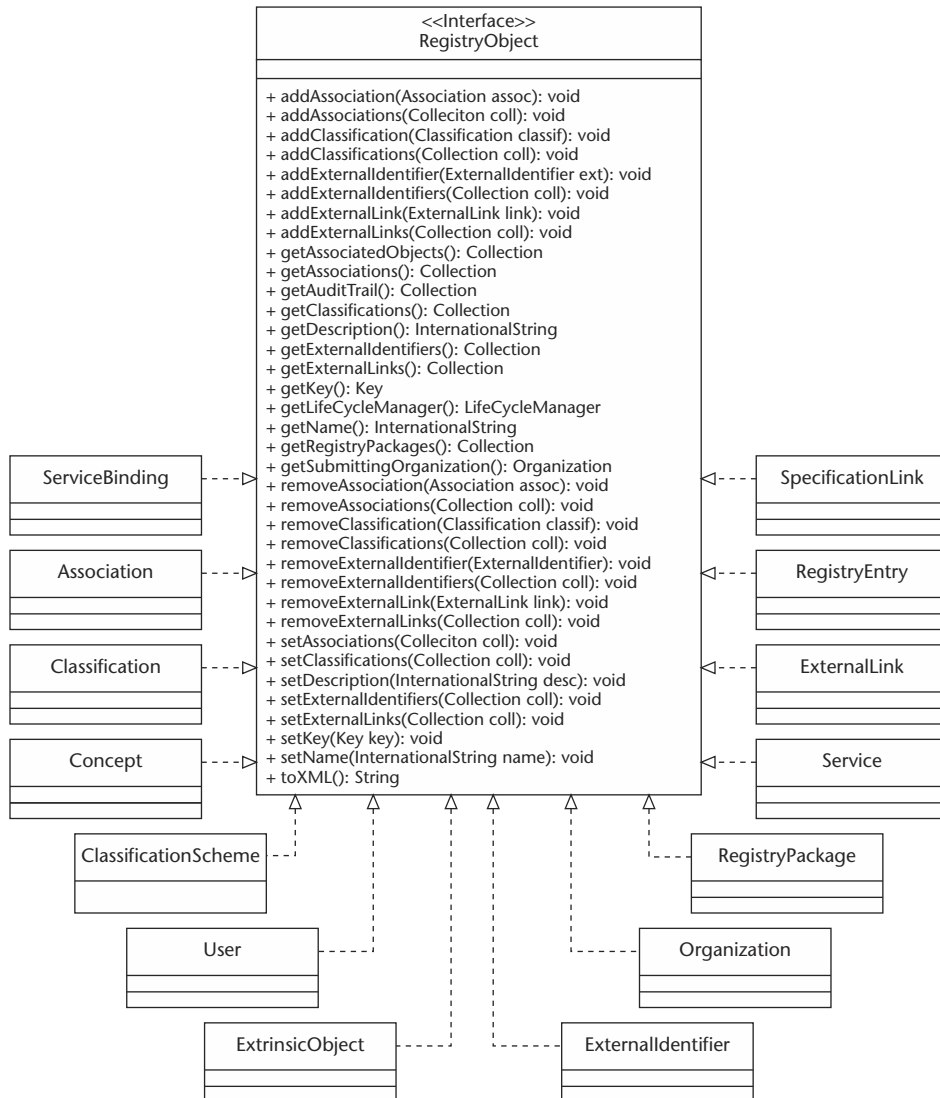 <<Interface>>
RegistryObject
+ addAssociation(Association assoc): void
+ addAssociations(Colleciton coll): void
+ addClassification(Classification classif): void
+ addClassifications(Collection coll): void
+ addExternalIdentifier(ExternalIdentifier ext): void
+ addExternalIdentifiers(Collection coll): void
+ addExternalLink(ExternalLink link): void
+ addExternalLinks(Collection coll): void
+ getAssociatedObjects(): Collection
+ getAssociations(): Collection
+ getAuditTrail(): Collection
+ getClassifications(): Collection
+ getDescription(): InternationalString
+ getExternalIdentifiers(): Collection
+ getExternalLinks(): Collection
+ getKey(): Key
+ getLifeCycleManager(): LifeCycleManager
+ getName(): InternationalString
+ getRegistryPackages(): Collection
+ getSubmittingOrganization(): Organization
+ removeAssociation(Association assoc): void
+ removeAssociations(Collection coll): void
+ removeClassification(Classification classif): void
+ removeClassifications(Collection coll): void
+ removeExternalIdentifier(ExternalIdentifier): void
+ removeExternalIdentifiers(Collection coll): void
+ removeExternalLink(ExternalLink link): void
+ removeExternalLinks(Collection coll): void
+ setAssociations(Colleciton coll): void
+ setClassifications(Collection coll): void
+ setDescription(InternationalString desc): void
+ setExternalIdentifiers(Collection coll): void
+ setExternalLinks(Collection coll): void
+ setKey(Key key): void
+ setName(InternationalString name): void
+ toXML(): String
ServiceBinding
Association
Classification
Concept
SpecificationLink
RegistryEntry
ExternalLink
Service
ClassificationScheme
RegistryPackage
User
Organization
ExtrinsicObject
ExternalIdentifier